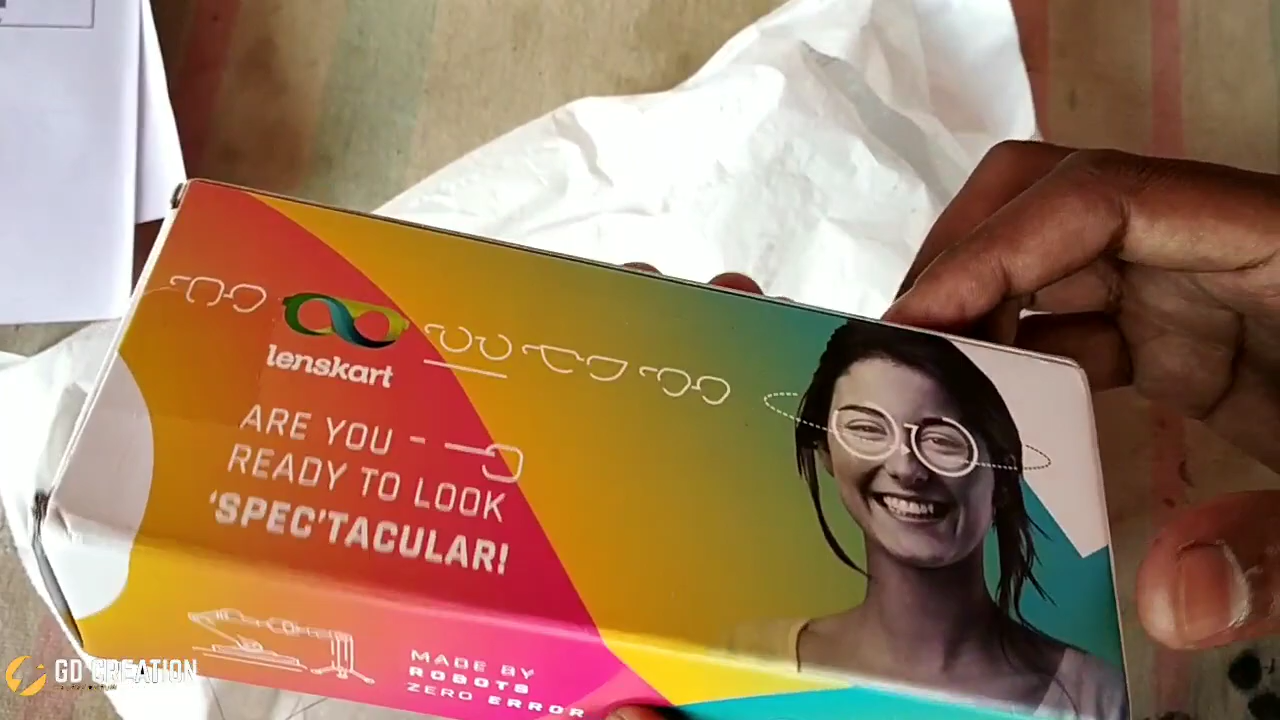 lenskart
ARE YOU
READY TO LOOK
'SPEC'TACULAR!
MADE BY
ROBOTS
ZERO ERROR
GD CREATION